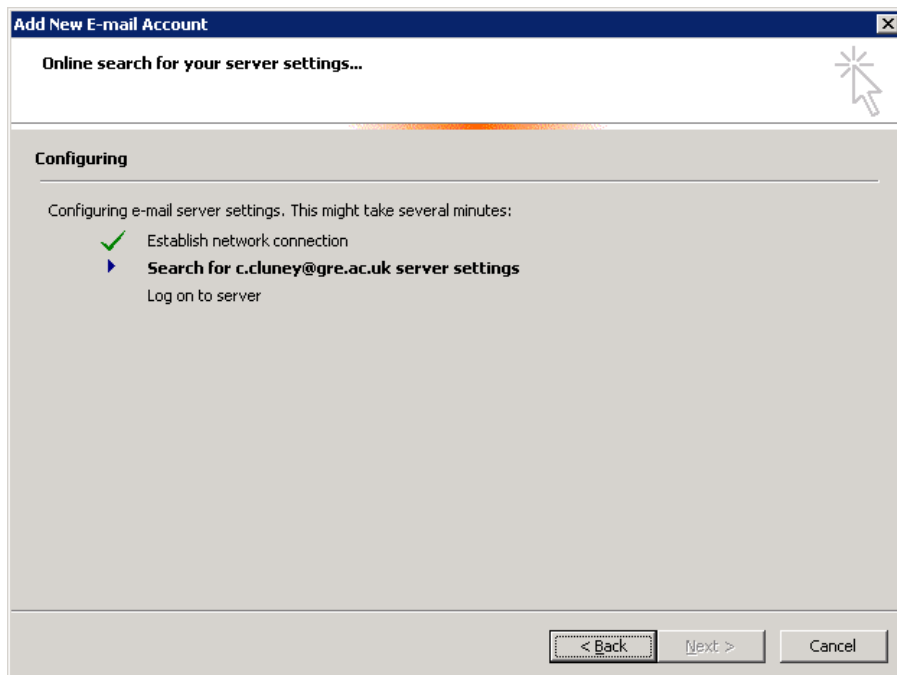 Add New E-mail Account
Online search for your server settings...
Configuring
Configuring e-mail server settings. This might take several minutes:
Establish network connection
Search for c.cluney@gre.ac.uk server settings
Log on to server
< Back Next > Cancel